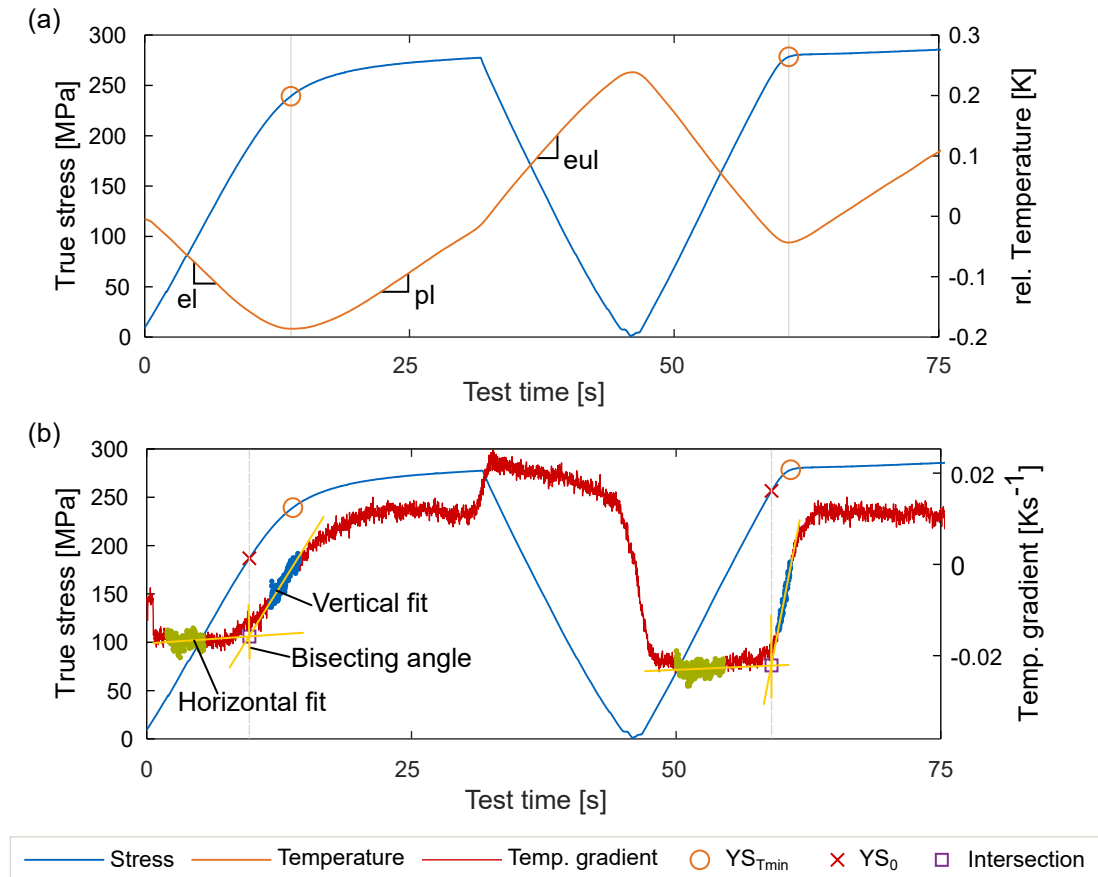 (a)
300
250
200
150
100
50
0
True stress [MPa]
0.3
0.2
0.1
0
-0.1
-0.2
rel. Temperature [K]
el
pl
eul
0 25 50 75
Test time [s]
(b)
300
250
200
150
100
50
0
True stress [MPa]
0.02
0
-0.02
Temp. gradient [Ks-1]
Vertical fit
Bisecting angle
Horizontal fit
0 25 50 75
Test time [s]
Stress Temperature Temp. gradient YSTmin YS0 Intersection